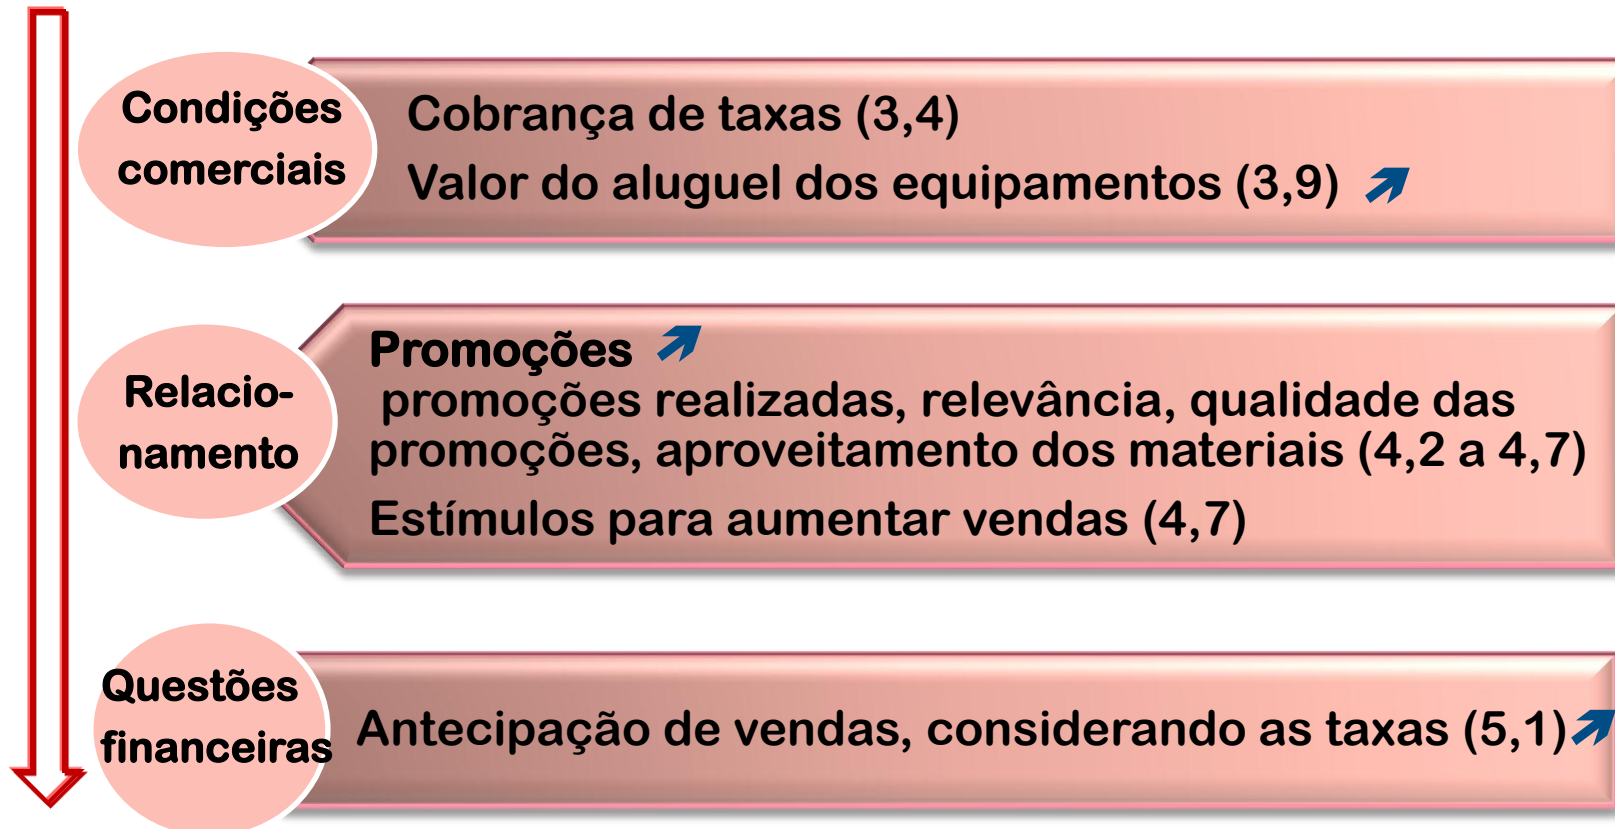 Condições
comerciais
Cobrança de taxas (3,4)
Valor do aluguel dos equipamentos (3,9)
Relacio-
namento
Promoções
promoções realizadas, relevância, qualidade das
promoções, aproveitamento dos materiais (4,2 a 4,7)
Estímulos para aumentar vendas (4,7)
Questões
financeiras
Antecipação de vendas, considerando as taxas (5,1)